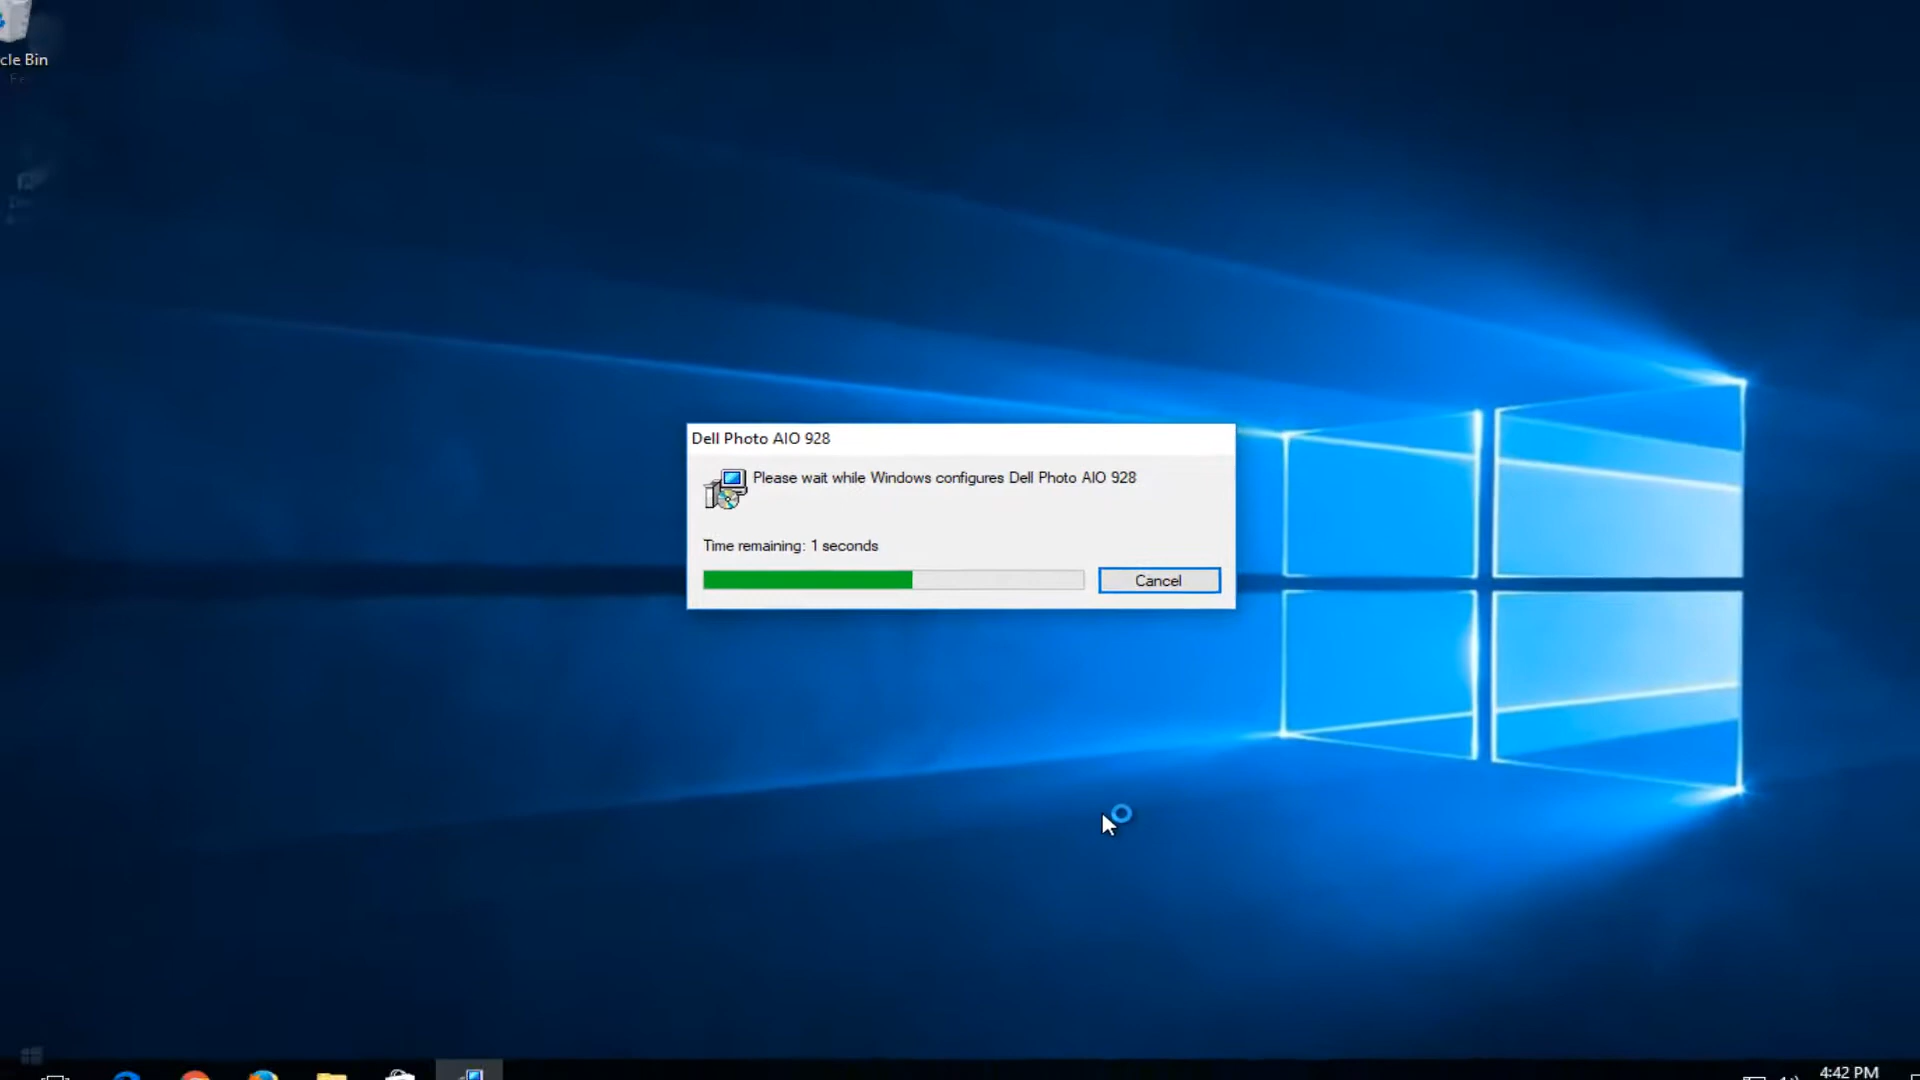 cle Bin
Dell Photo AIO 928
Please wait while Windows configures Dell Photo AIO 928
Time remaining: 1 seconds
Cancel
4:42 PM